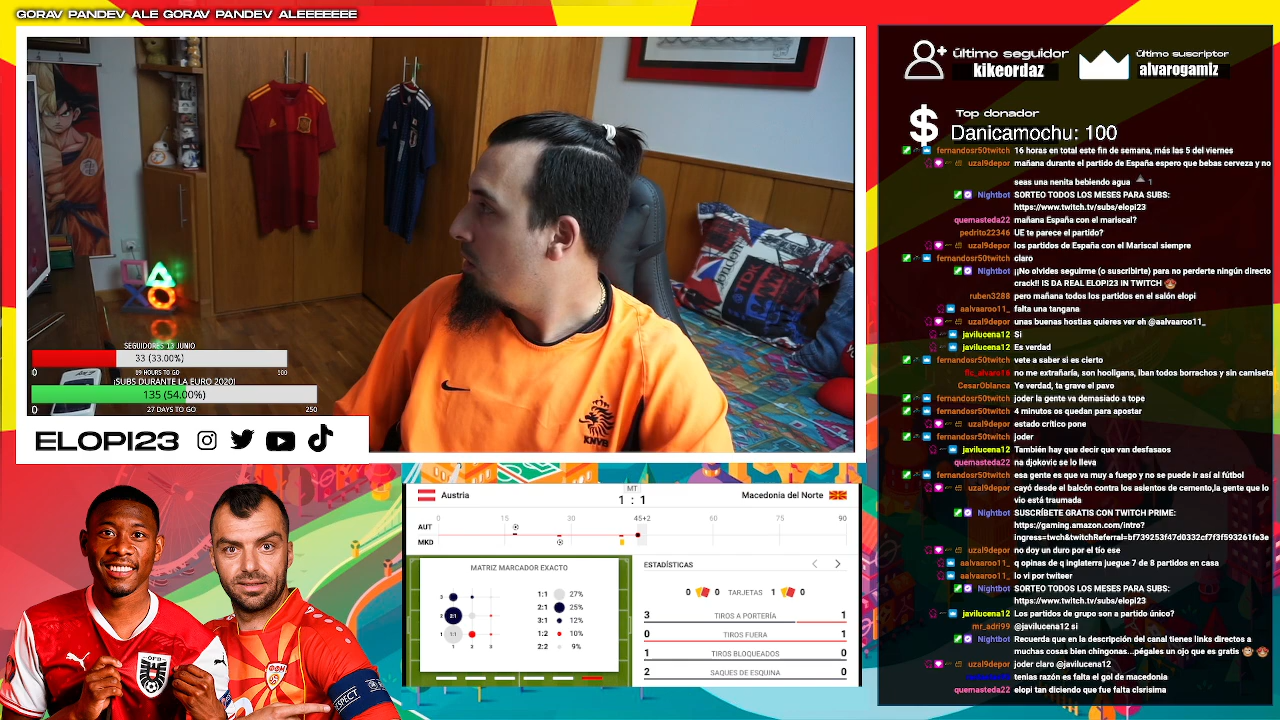 GORAV PANDEV ALE GORAV PANDEV ALEEEEEEE
SEGUIDORES 13 JUNIO
33 (33.00%)
0 89 HOURS TO GO 100
¡SUBS DURANTE LA EURO 2020!
135 (54.00%)
0 27 DAYS TO GO 250
ELOPI23
KNVB
último seguidor
kikeordaz
Último suscriptor
alvarogamiz
Top donador
Danicamochu: 100
fernandosr50twitch 16 horas en total este fin de semana, más las 5 del viernes
uzal9depor mañana durante el partido de España espero que bebas cerveza y no
seas una nenita bebiendo agua 1
Nightbot SORTEO TODOS LOS MESES PARA SUBS:
https://www.twitch.tv/subs/elopi23
quemasteda22 mañana España con el mariscal?
pedrito22346 UE te parece el partido?
uzal9depor los partidos de España con el Mariscal siempre
fernandosr50twitch claro
Nightbot ¡¡No olvides seguirme (o suscribirte) para no perderte ningún directo
crack!! IS DA REAL ELOPI23 IN TWITCH
ruben3288 pero mañana todos los partidos en el salón elopi
aalvaaroo11_ falta una tangana
uzal9depor unas buenas hostias quieres ver eh @aalvaaroo11_
javilucena12 Si
javilucena12 Es verdad
fernandosr50twitch vete a saber si es cierto
flc_alvaro16 no me extrañaría, son hooligans, iban todos borrachos y sin camiseta
CesarOblanca Ye verdad, ta grave el pavo
fernandosr50twitch joder la gente va demasiado a tope
fernandosr50twitch 4 minutos os quedan para apostar
uzal9depor estado crítico pone
fernandosr50twitch joder
javilucena12 También hay que decir que van desfasaos
quemasteda22 na djokovic se lo lleva
fernandosr50twitch esa gente es que va muy a fuego y no se puede ir así al fútbol
uzal9depor cayó desde el balcón contra los asientos de cemento,la gente que lo
vio está traumada
Nightbot SUSCRÍBETE GRATIS CON TWITCH PRIME:
https://gaming.amazon.com/intro?
ingress=twch&twitchReferral=bf739253f47d0332cf7f3f593261fe3e
uzal9depor no doy un duro por el tío ese
aalvaaroo11_ q opinas de q inglaterra juegue 7 de 8 partidos en casa
aalvaaroo11_ lo vi por twiteer
Nightbot SORTEO TODOS LOS MESES PARA SUBS:
https://www.twitch.tv/subs/elopi23
javilucena12 Los partidos de grupo son a partido único?
mr_adri99 @javilucena12 si
Nightbot Recuerda que en la descripción del canal tienes links directos a
muchas cosas bien chingonas...pégales un ojo que es gratis
uzal9depor joder claro @javilucena12
tenías razón es falta el gol de macedonia
quemasteda22 elopi tan diciendo que fue falta clsrisima
Austria MT 1 : 1 Macedonia del Norte
0 15 30 45+2 60 75 90
AUT
MKD
MATRIZ MARCADOR EXACTO
1:1 27%
2:1 25%
3:1 12%
1:2 10%
2:2 9%
3
2 2:1
1 1:1
1 2 3
ESTADÍSTICAS
0 0 TARJETAS 1 0
3 TIROS A PORTERÍA 1
0 TIROS FUERA 1
1 TIROS BLOQUEADOS 0
2 SAQUES DE ESQUINA 0
ÖFB
RESPECT